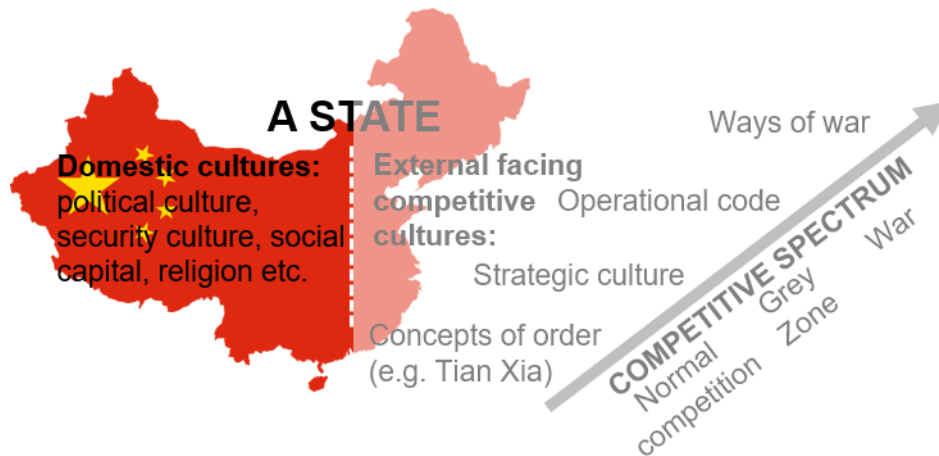 A STATE
Domestic cultures:
political culture,
security culture, social
capital, religion etc.
External facing
competitive
cultures:
Ways of war
Operational code
Strategic culture
Concepts of order
(e.g. Tian Xia)
COMPETITIVE SPECTRUM
Normal
competition
Grey
Zone
War